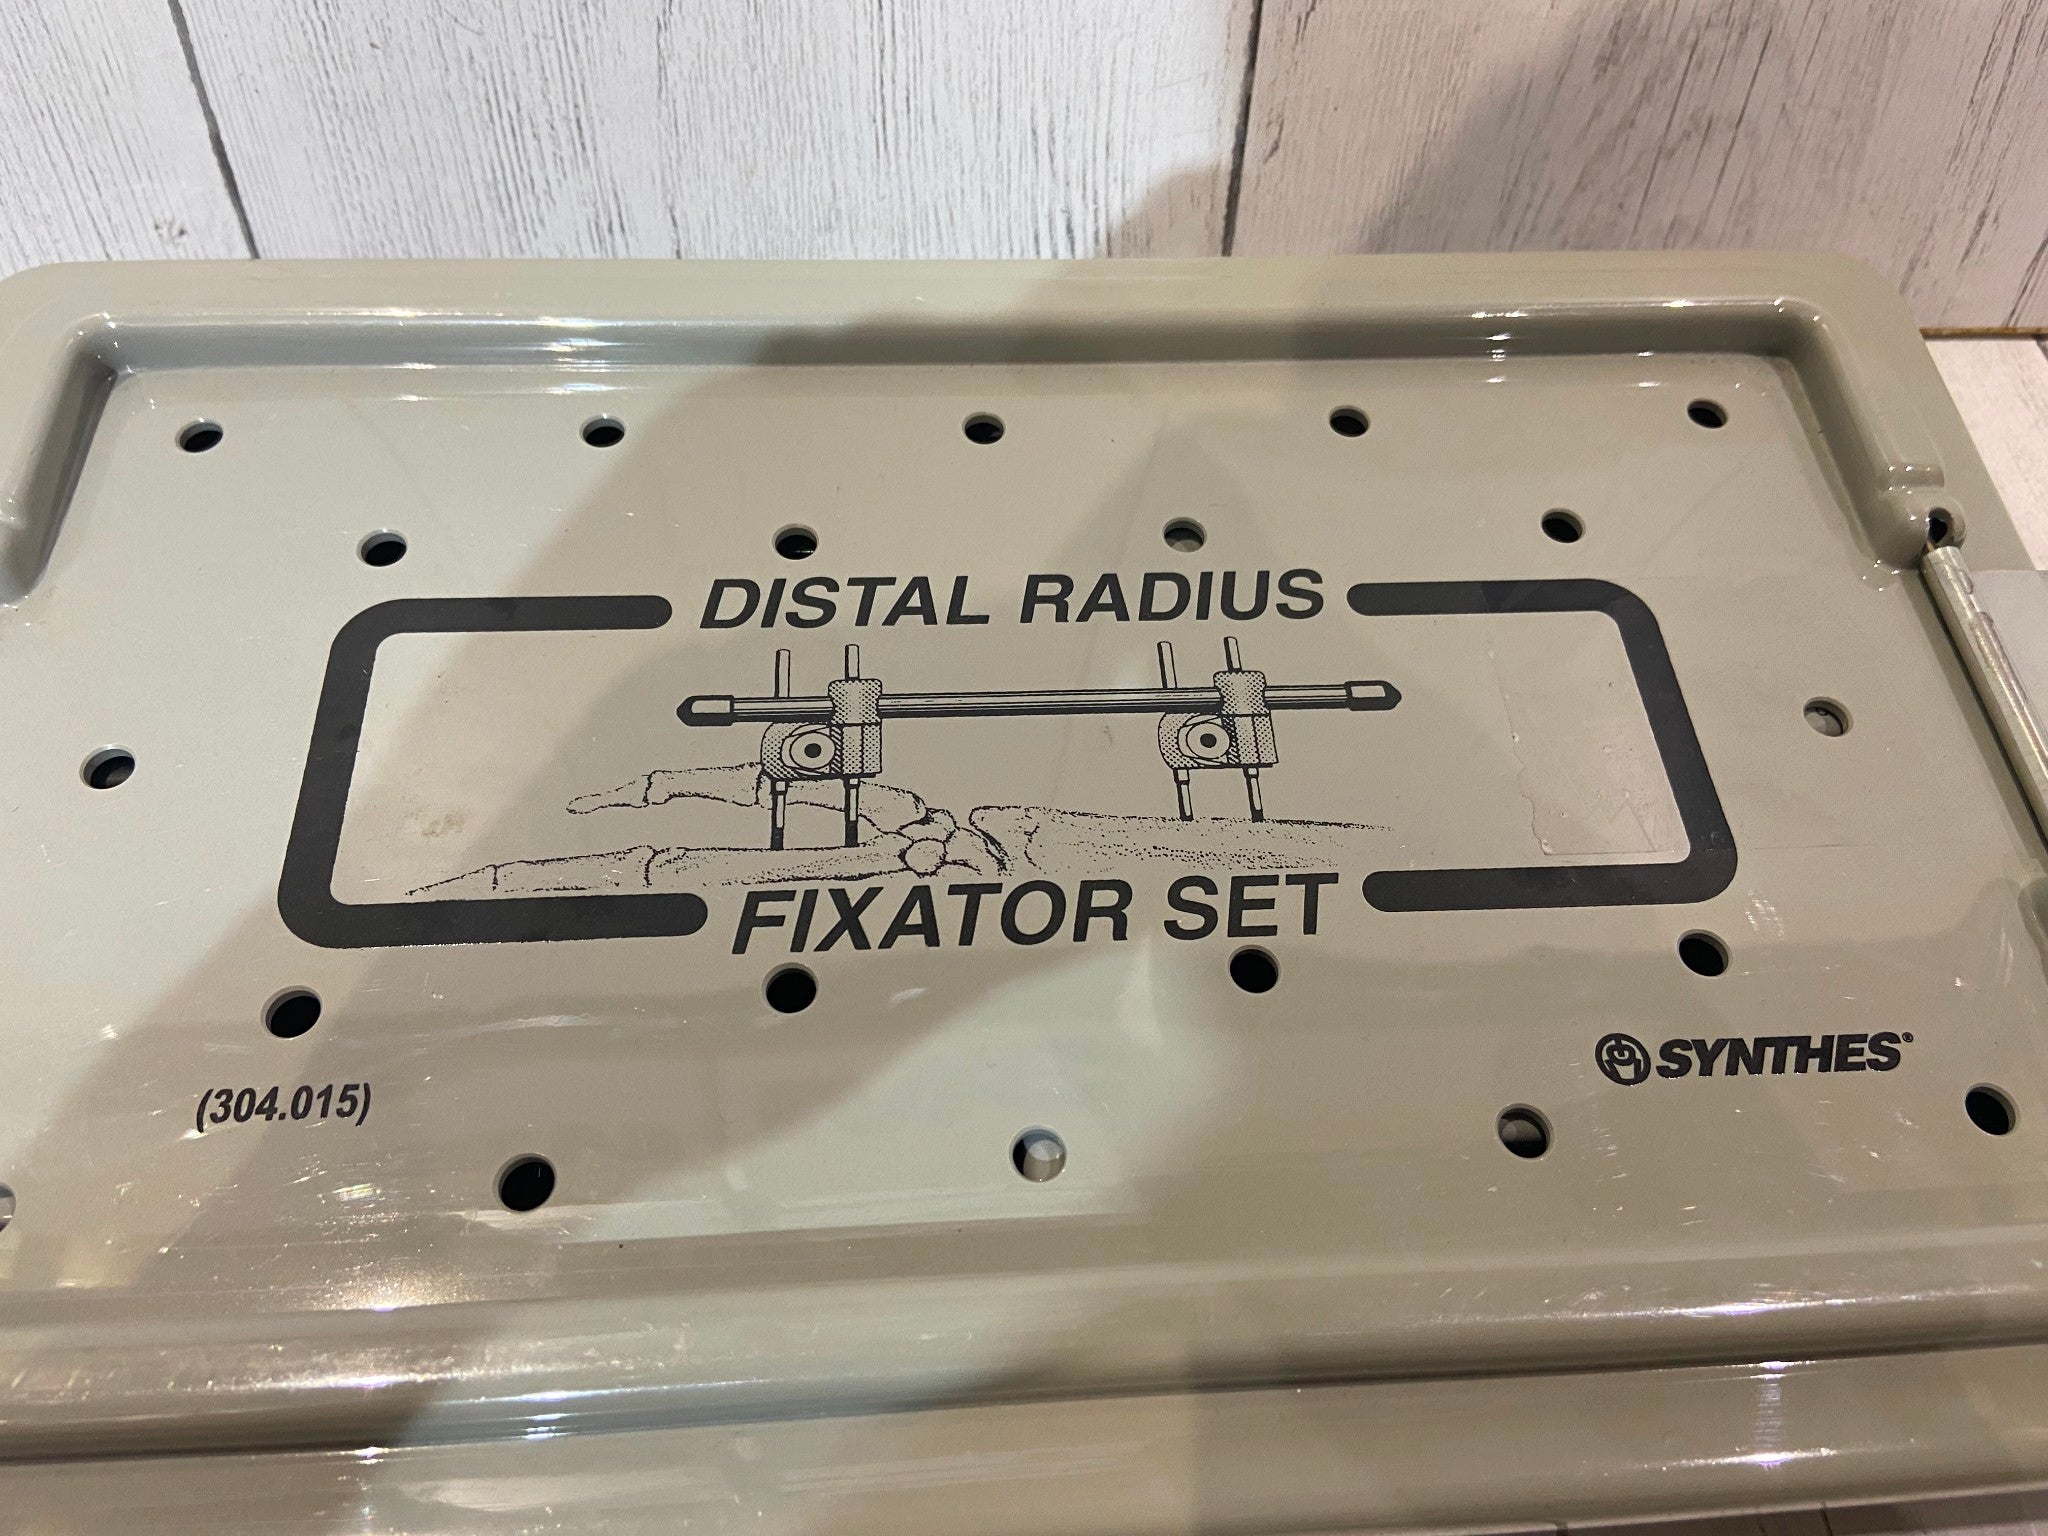 DISTAL RADIUS
FIXATOR SET
SYNTHES®
(304.015)